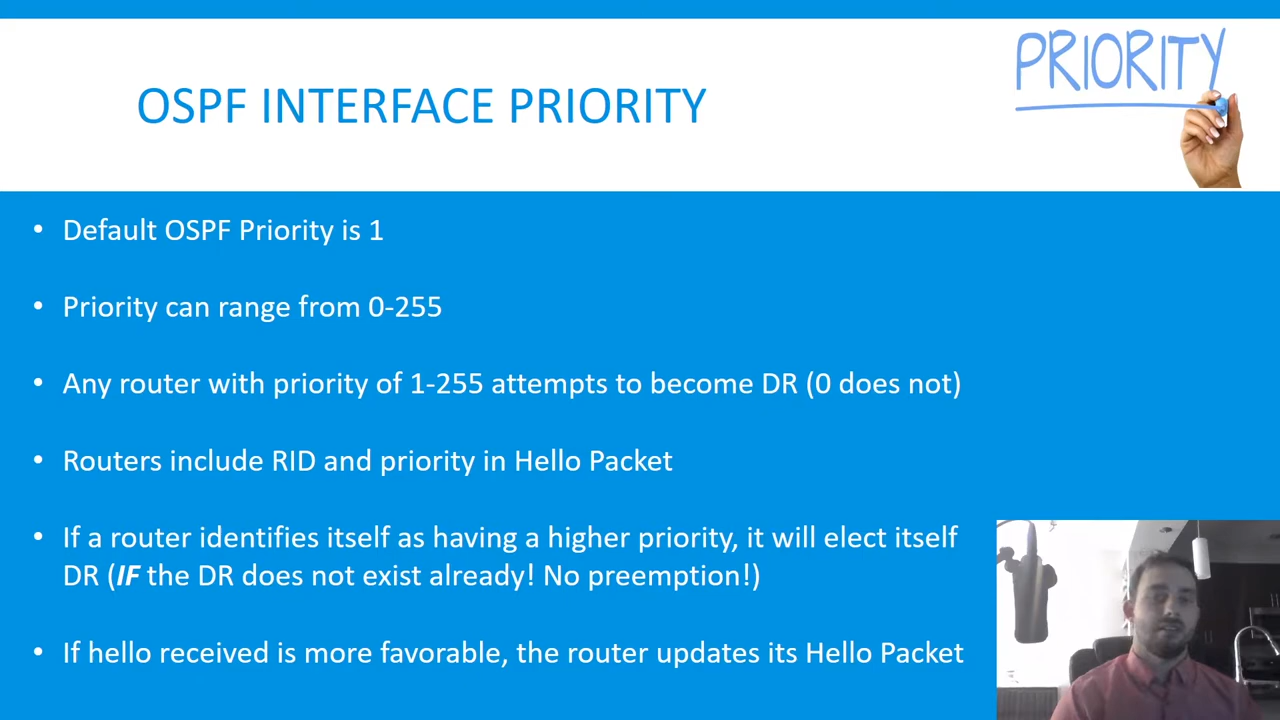 PRIORITY
OSPF INTERFACE PRIORITY
• Default OSPF Priority is 1
• Priority can range from 0-255
• Any router with priority of 1-255 attempts to become DR (0 does not)
• Routers include RID and priority in Hello Packet
• If a router identifies itself as having a higher priority, it will elect itself
DR (IF the DR does not exist already! No preemption!)
• If hello received is more favorable, the router updates its Hello Packet